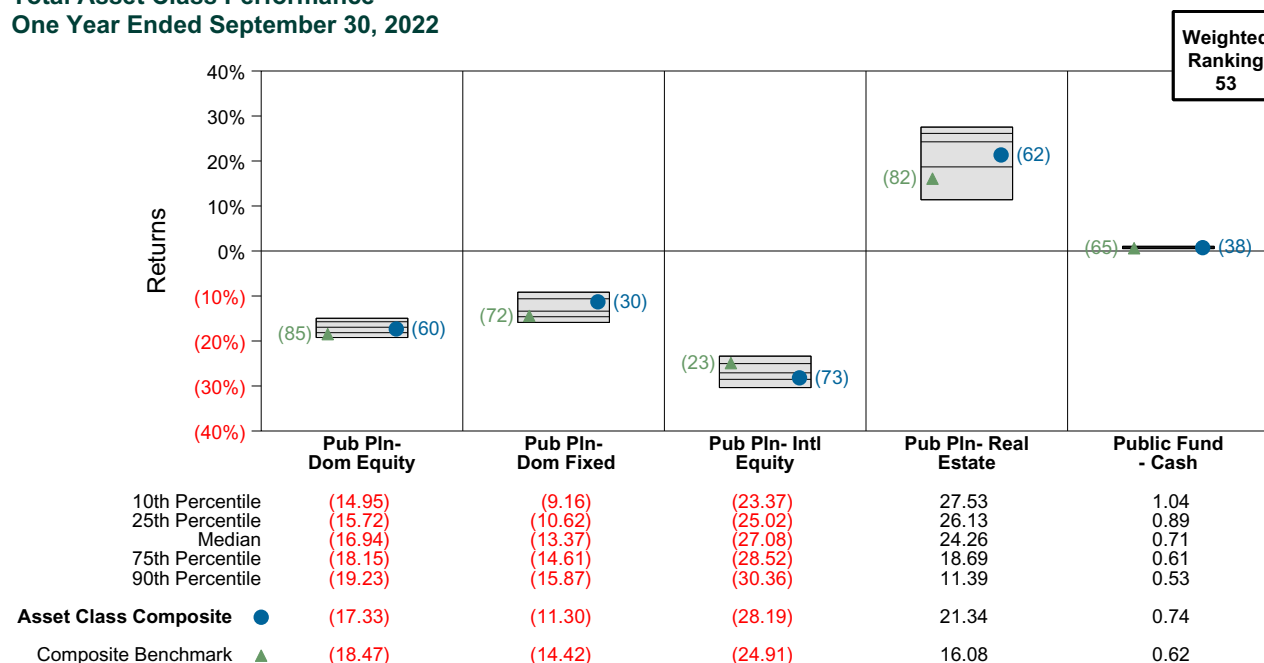 Total Asset Class Performance
One Year Ended September 30, 2022
Weighted
Ranking
53
Returns
40%
30%
20%
10%
0%
(10%)
(20%)
(30%)
(40%)
(85) (60)
(72) (30)
(23) (73)
(82) (62)
(65) (38)
Pub Pln- Dom Equity
Pub Pln- Dom Fixed
Pub Pln- Intl Equity
Pub Pln- Real Estate
Public Fund - Cash
10th Percentile (14.95) (9.16) (23.37) 27.53 1.04
25th Percentile (15.72) (10.62) (25.02) 26.13 0.89
Median (16.94) (13.37) (27.08) 24.26 0.71
75th Percentile (18.15) (14.61) (28.52) 18.69 0.61
90th Percentile (19.23) (15.87) (30.36) 11.39 0.53
Asset Class Composite (17.33) (11.30) (28.19) 21.34 0.74
Composite Benchmark (18.47) (14.42) (24.91) 16.08 0.62